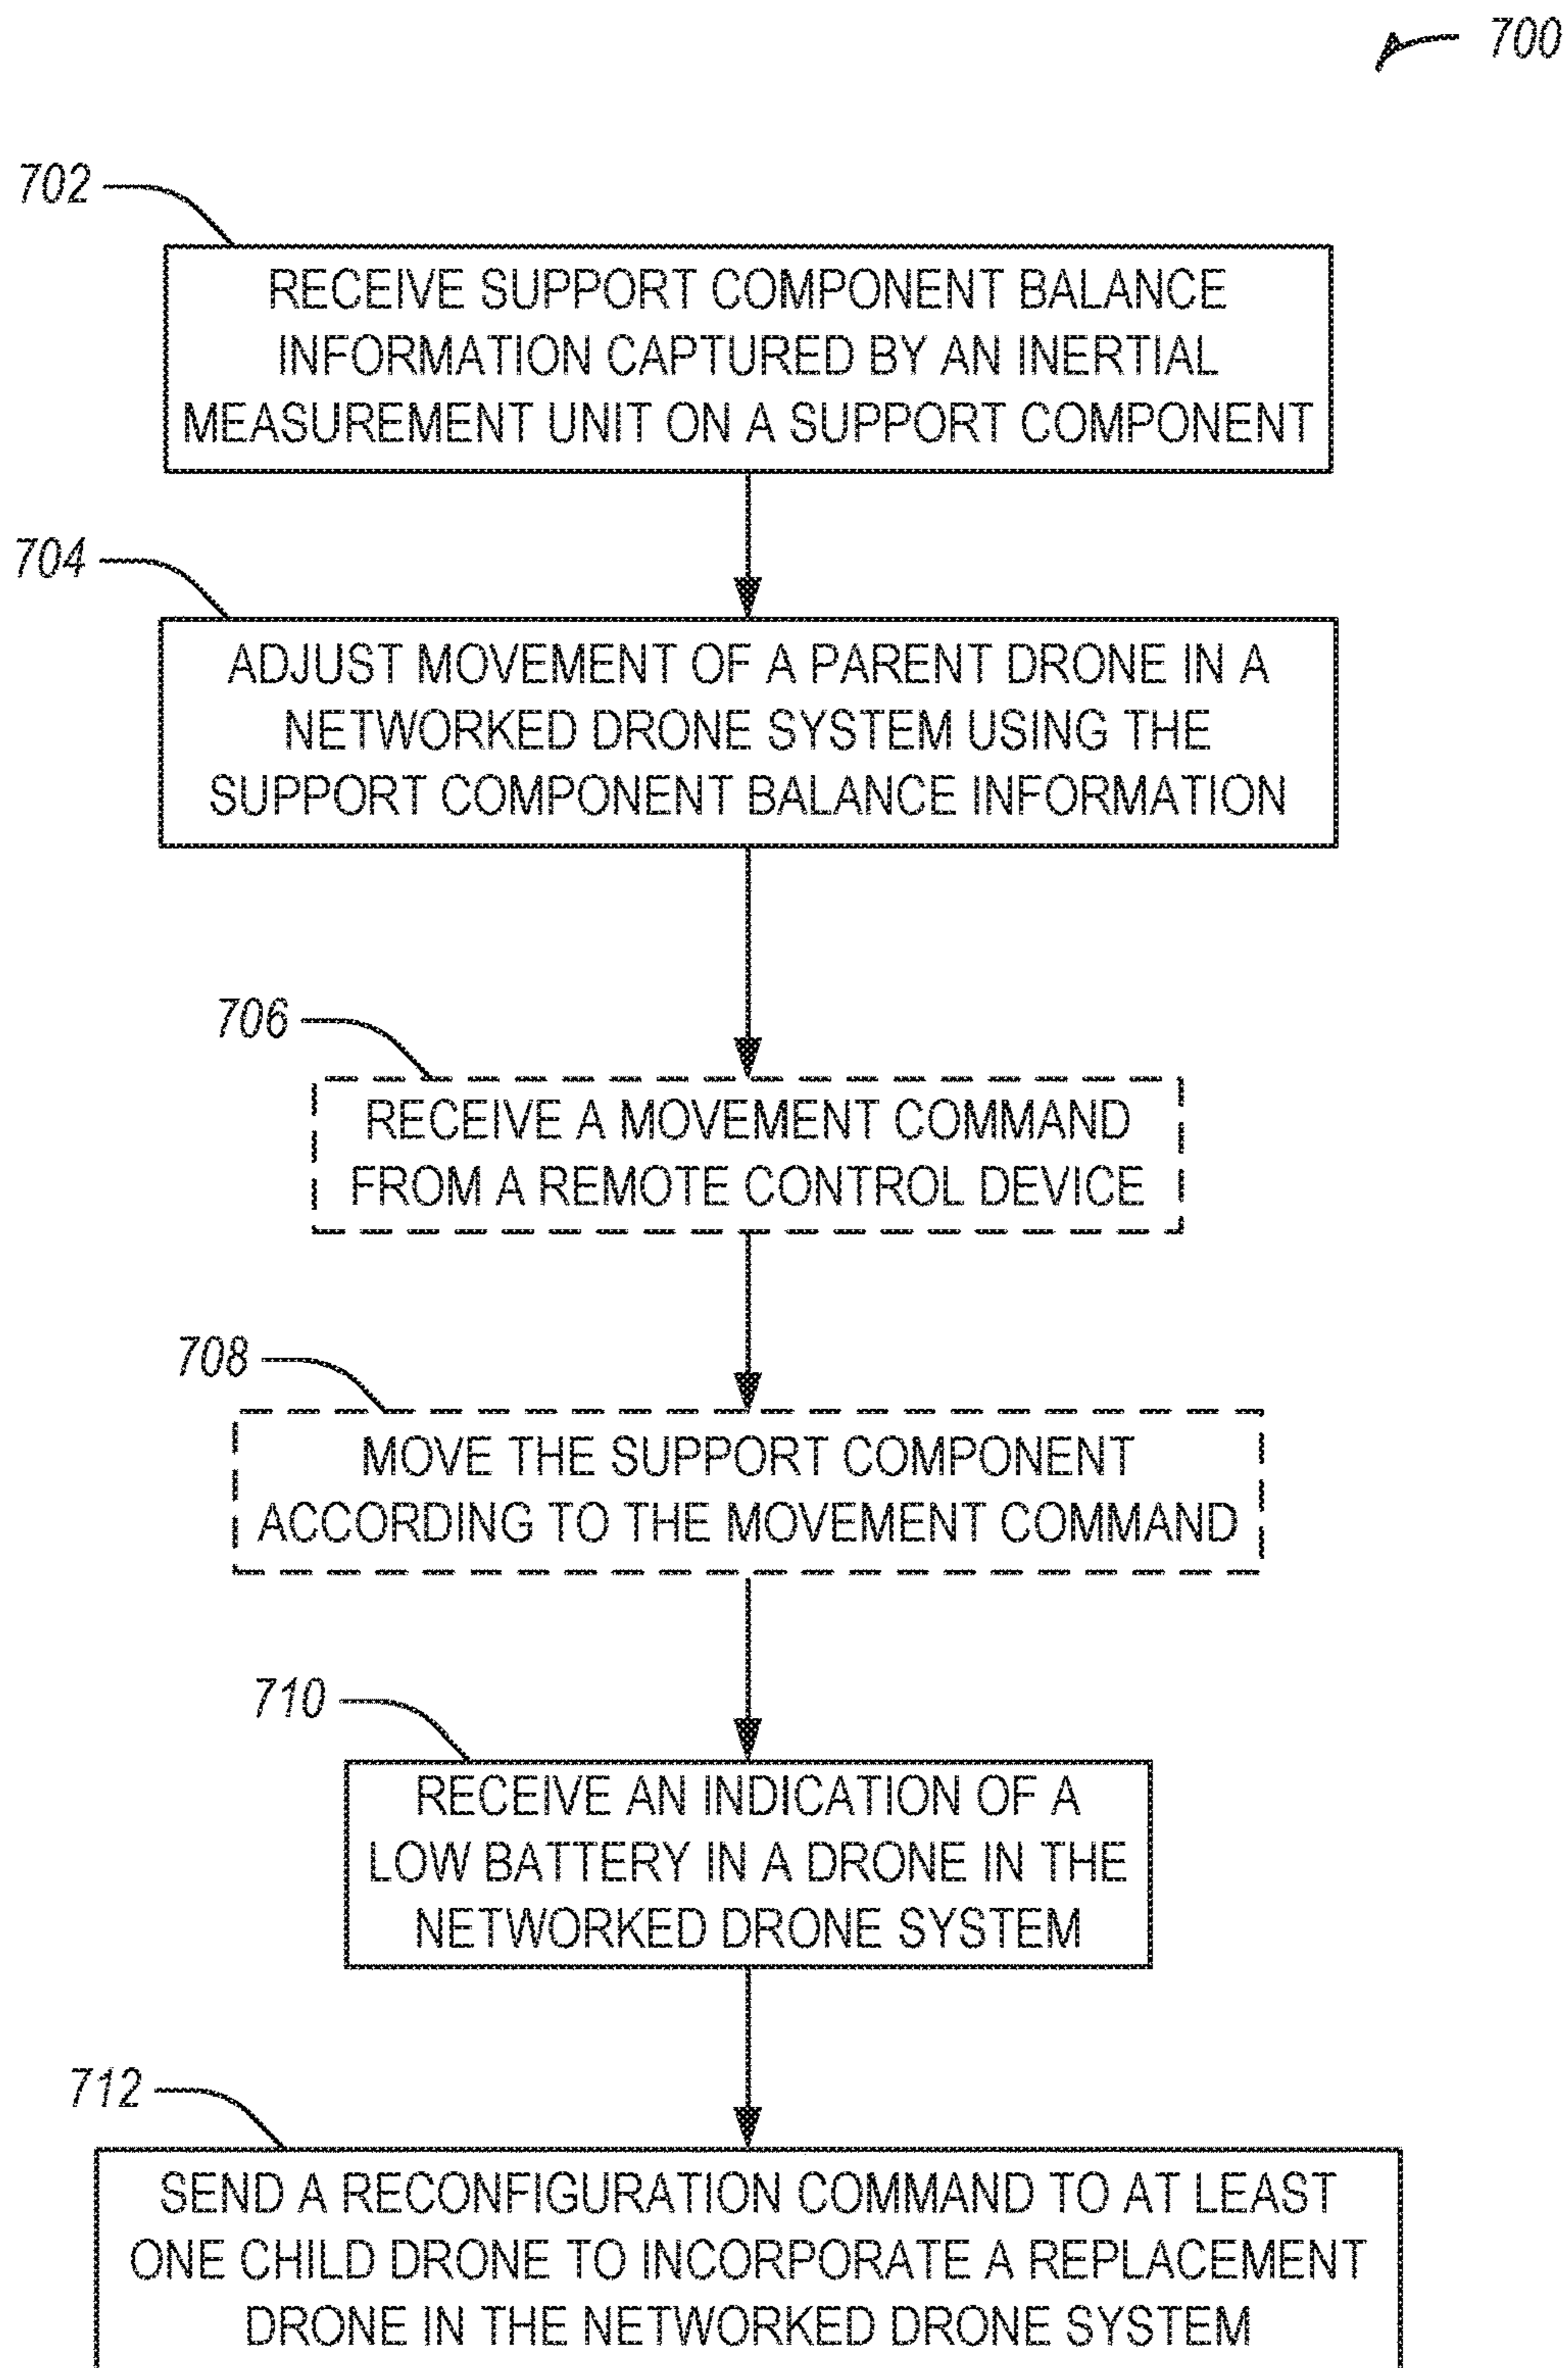 700
702
RECEIVE SUPPORT COMPONENT BALANCE
INFORMATION CAPTURED BY AN INERTIAL
MEASUREMENT UNIT ON A SUPPORT COMPONENT
704
ADJUST MOVEMENT OF A PARENT DRONE IN A
NETWORKED DRONE SYSTEM USING THE
SUPPORT COMPONENT BALANCE INFORMATION
706
RECEIVE A MOVEMENT COMMAND
FROM A REMOTE CONTROL DEVICE
708
MOVE THE SUPPORT COMPONENT
ACCORDING TO THE MOVEMENT COMMAND
710
RECEIVE AN INDICATION OF A
LOW BATTERY IN A DRONE IN THE
NETWORKED DRONE SYSTEM
712
SEND A RECONFIGURATION COMMAND TO AT LEAST
ONE CHILD DRONE TO INCORPORATE A REPLACEMENT
DRONE IN THE NETWORKED DRONE SYSTEM